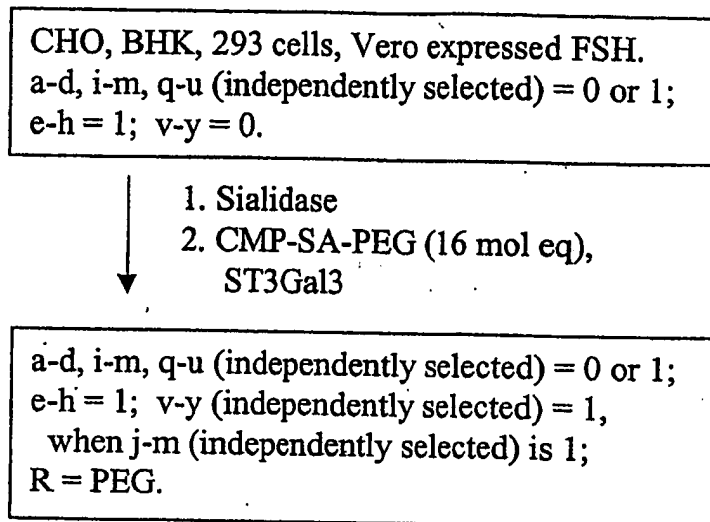 CHO, BHK, 293 cells, Vero expressed FSH.
a-d, i-m, q-u (independently selected) = 0 or 1;
e-h = 1; v-y = 0.
1. Sialidase
2. CMP-SA-PEG (16 mol eq),
ST3Gal3
a-d, i-m, q-u (independently selected) = 0 or 1;
e-h = 1; v-y (independently selected) = 1,
when j-m (independently selected) is 1;
R = PEG.